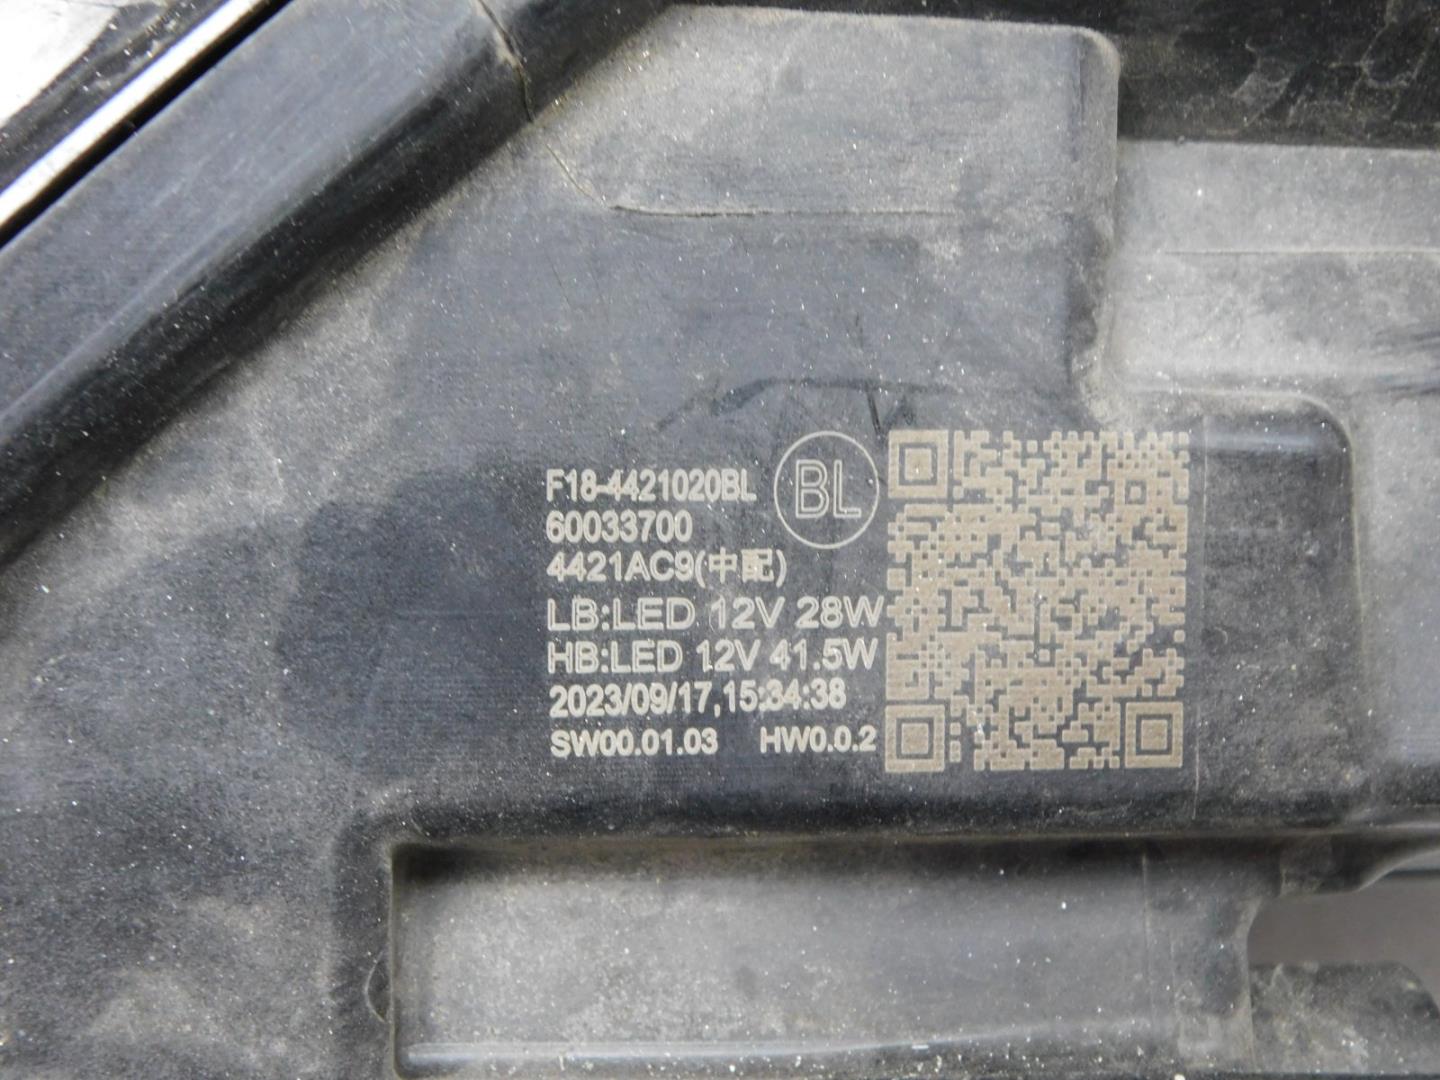 F18-4421020BL
BL
60033700
4421AC9(中配)
LB:LED 12V 28W
HB:LED 12V 41.5W
2023/09/17,15:34:38
SW00.01.03 HW0.0.2